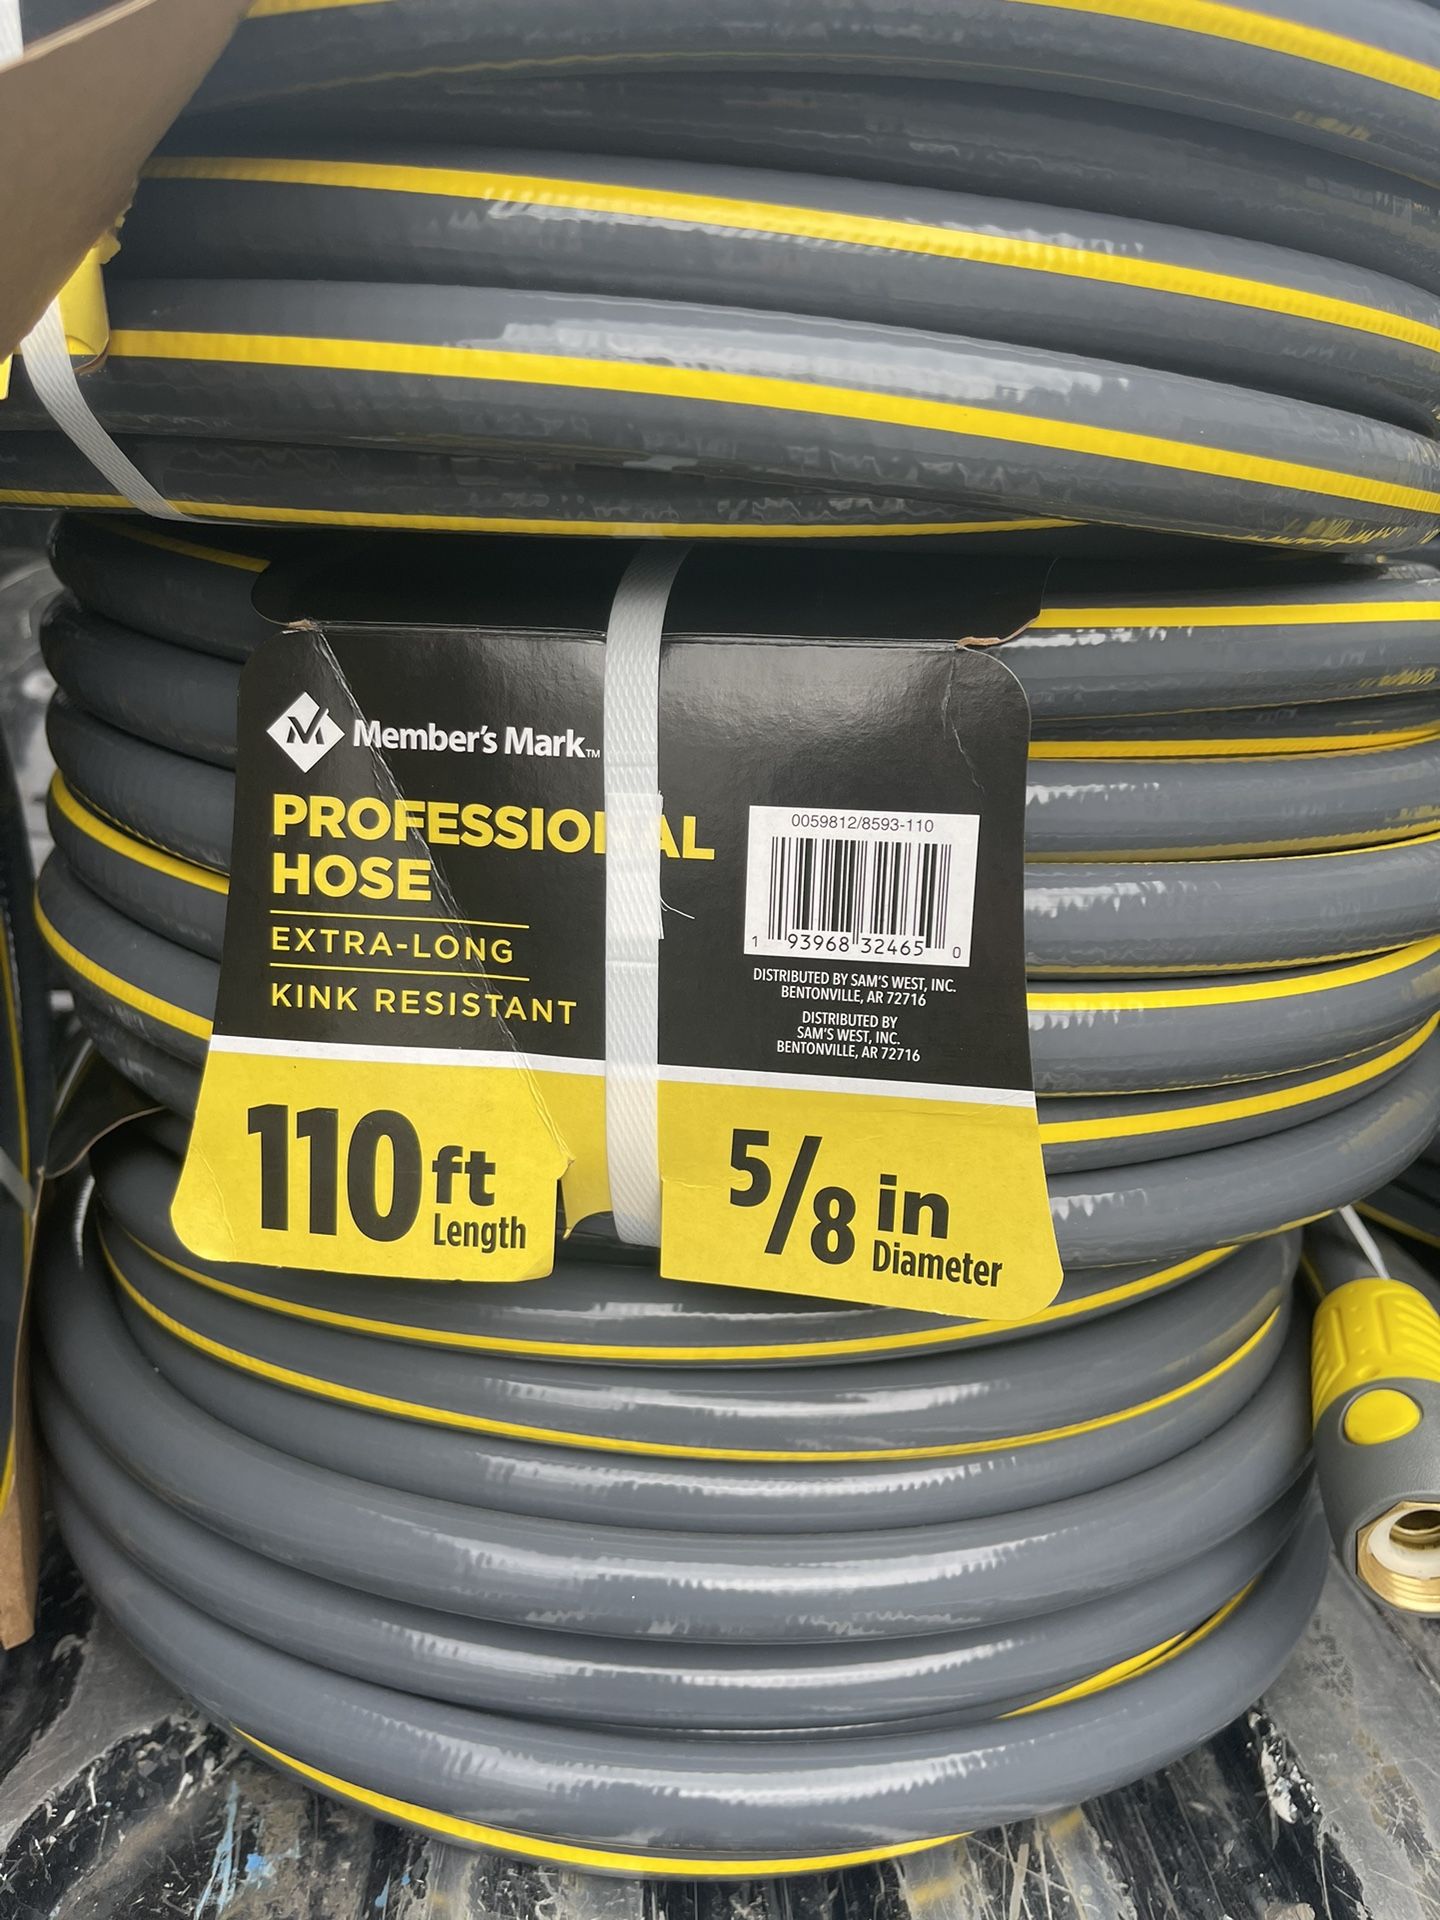 Member's Mark™
PROFESSIONAL
HOSE
EXTRA-LONG
KINK RESISTANT
110 ft
Length
5/8 in
Diameter
0059812/8593-110
1 93968 32465 0
DISTRIBUTED BY SAM'S WEST, INC.
BENTONVILLE, AR 72716
DISTRIBUTED BY
SAM'S WEST, INC.
BENTONVILLE, AR 72716